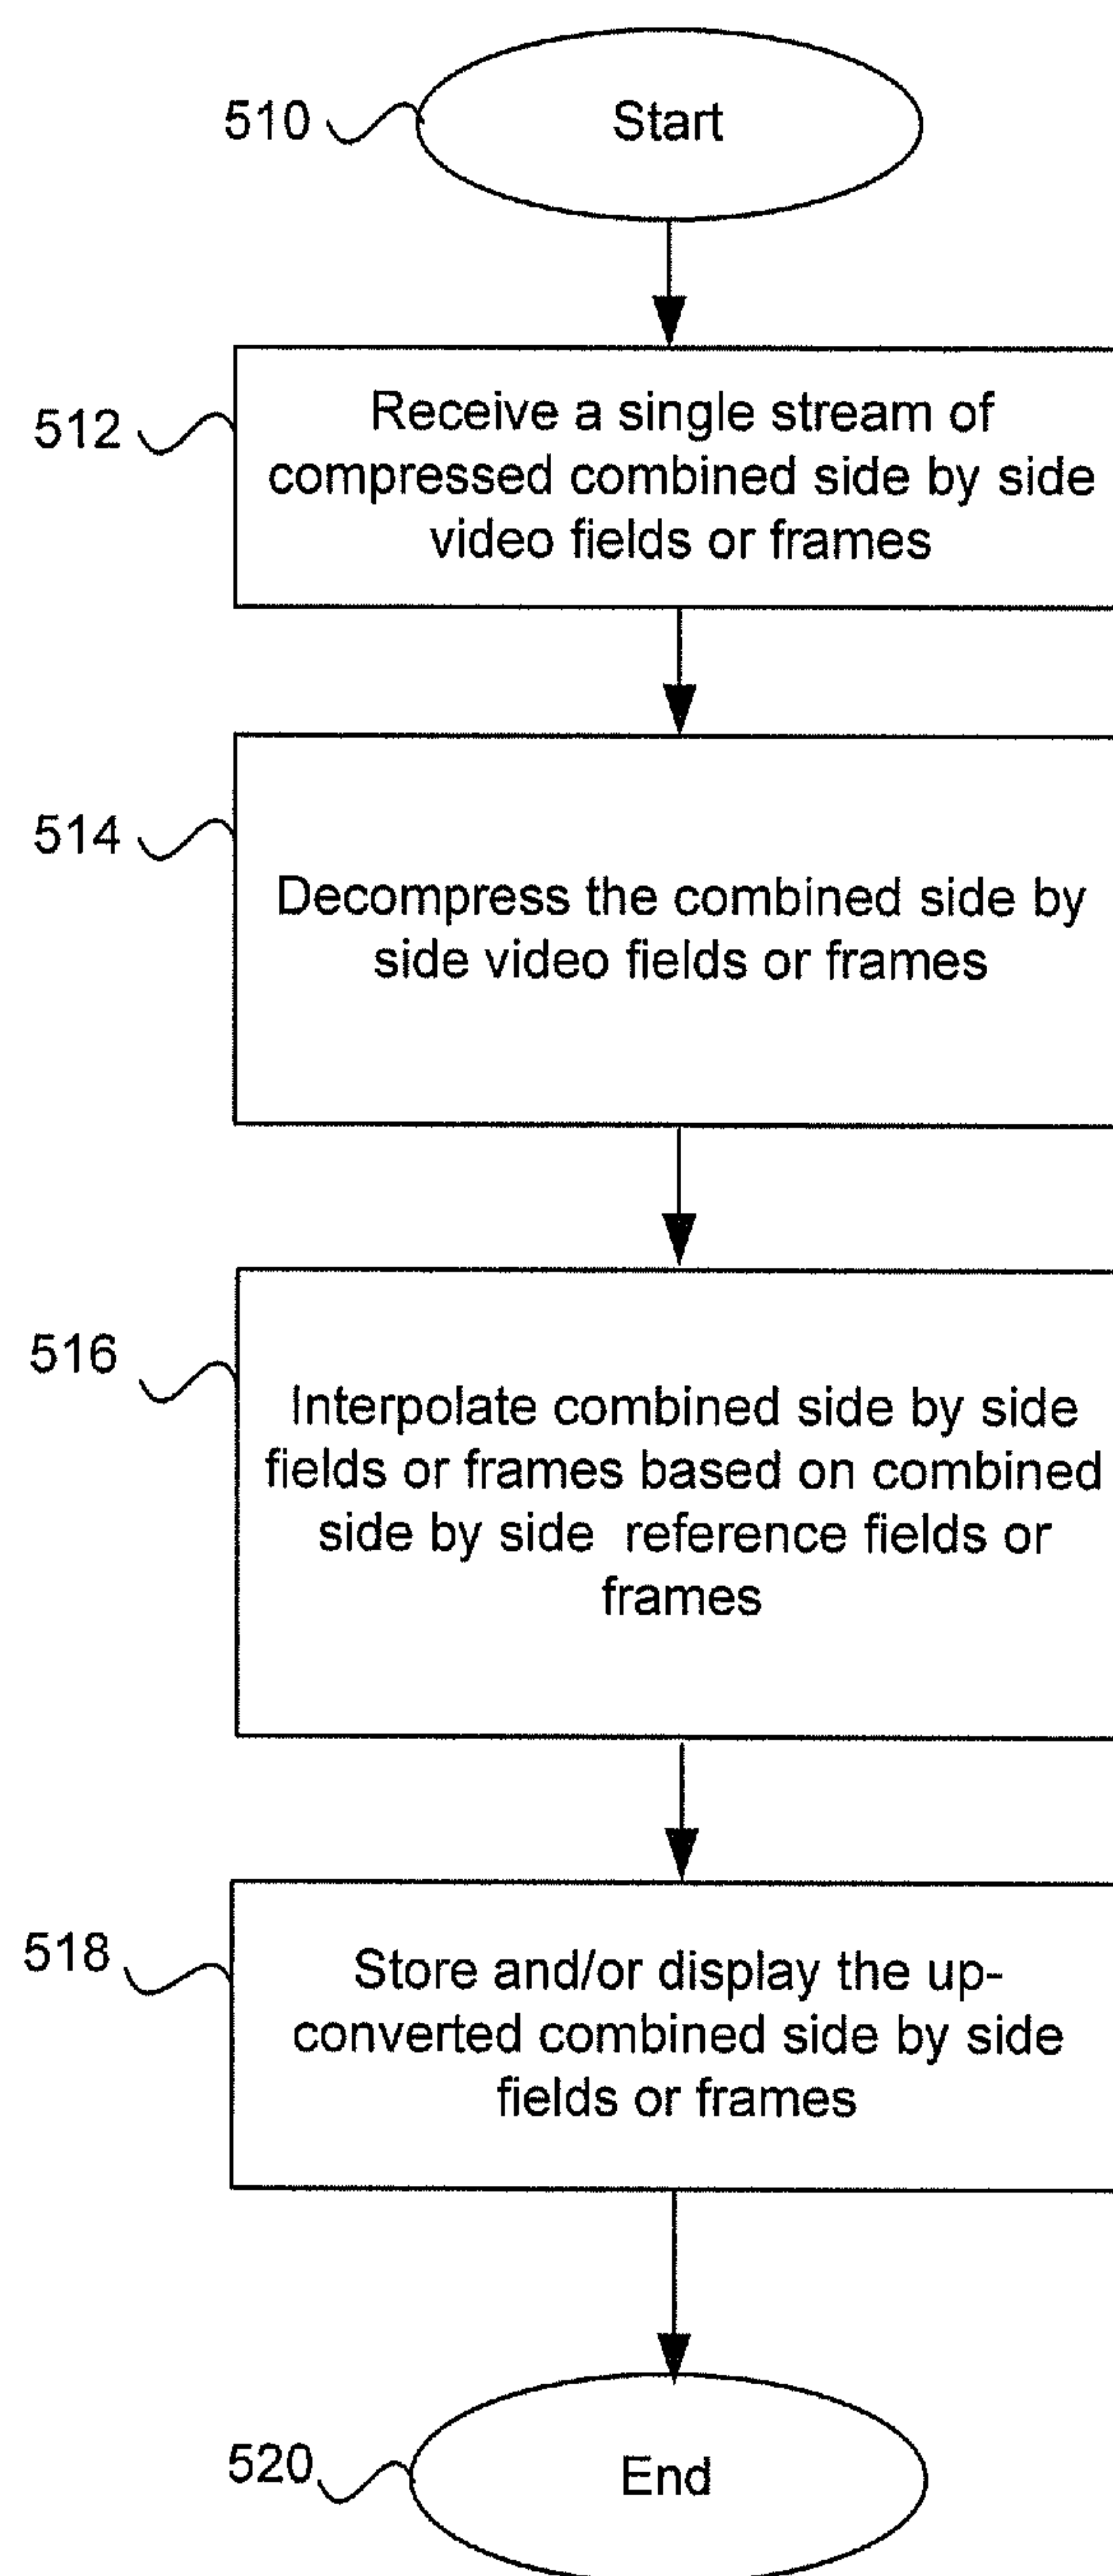 510
Start
512
Receive a single stream of
compressed combined side by side
video fields or frames
514
Decompress the combined side by
side video fields or frames
516
Interpolate combined side by side
fields or frames based on combined
side by side reference fields or
frames
518
Store and/or display the up-
converted combined side by side
fields or frames
520
End